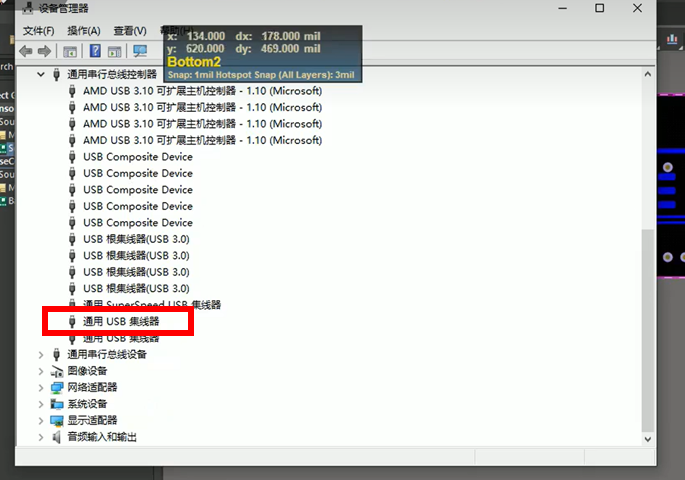 设备管理器
文件(F) 操作(A) 查看(V) 帮助(H)
x: 134.000 dx: 178.000 mil
y: 620.000 dy: 469.000 mil
Bottom2
Snap: 1mil Hotspot Snap (All Layers): 3mil
通用串行总线控制器
AMD USB 3.10 可扩展主机控制器 - 1.10 (Microsoft)
AMD USB 3.10 可扩展主机控制器 - 1.10 (Microsoft)
AMD USB 3.10 可扩展主机控制器 - 1.10 (Microsoft)
AMD USB 3.10 可扩展主机控制器 - 1.10 (Microsoft)
USB Composite Device
USB Composite Device
USB Composite Device
USB Composite Device
USB Composite Device
USB 根集线器(USB 3.0)
USB 根集线器(USB 3.0)
USB 根集线器(USB 3.0)
USB 根集线器(USB 3.0)
通用 SuperSpeed USB 集线器
通用 USB 集线器
通用 USB 集线器
通用串行总线设备
图像设备
网络适配器
系统设备
显示适配器
音频输入和输出